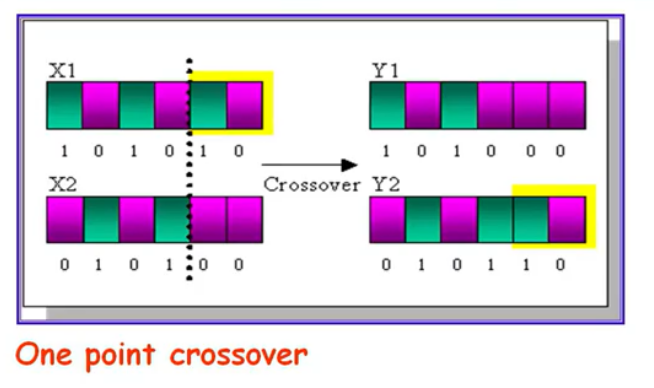 X1 Y1
1 0 1 0 1 0 1 0 1 0 0 0
X2 Crossover Y2
0 1 0 1 0 0 0 1 0 1 1 0
One point crossover